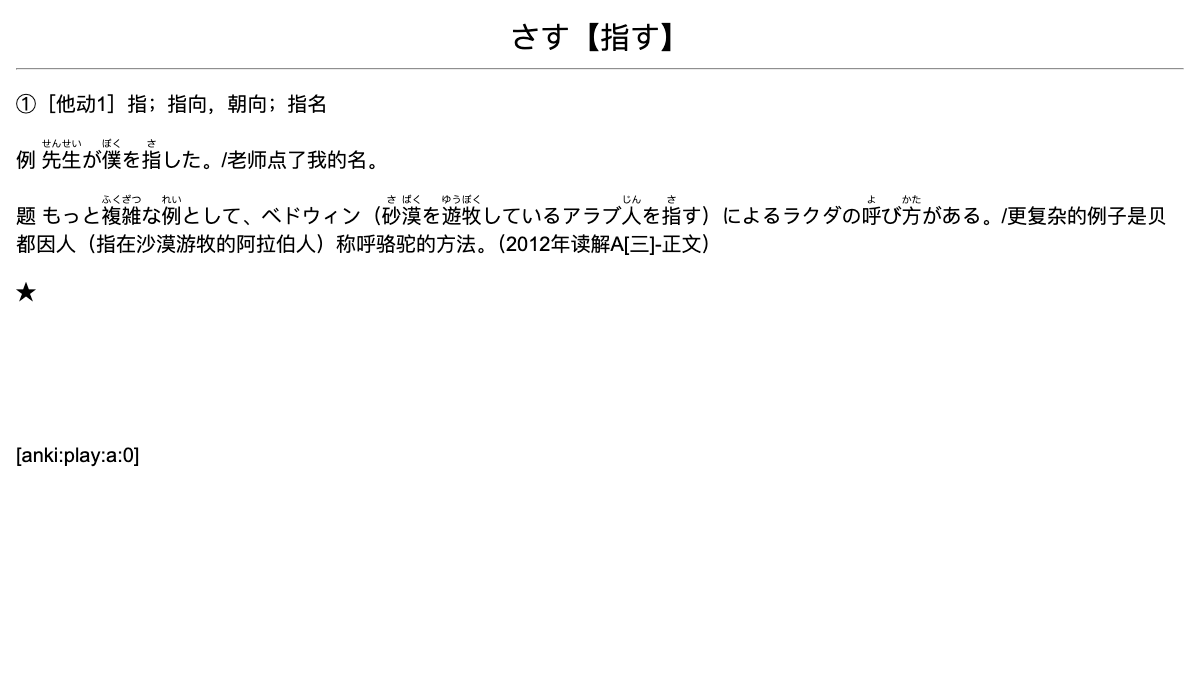 さす【指す】
①［他动1］指；指向，朝向；指名
せんせい ぼく さ
例 先生が僕を指した。/老师点了我的名。
ふくざつ れい さ ばく ゆうぼく じん さ よ かた
题 もっと複雑な例として、ベドウィン（砂漠を遊牧しているアラブ人を指す）によるラクダの呼び方がある。/更复杂的例子是贝
都因人（指在沙漠游牧的阿拉伯人）称呼骆驼的方法。（2012年读解A[三]-正文）
★
[anki:play:a:0]